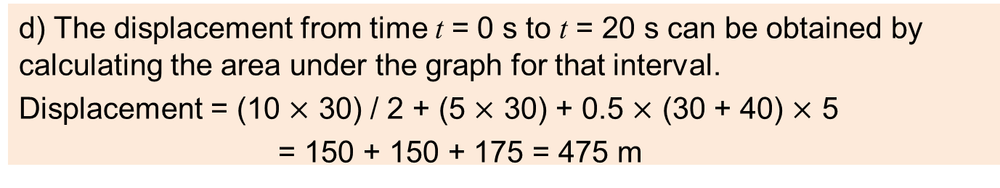 d) The displacement from time t = 0 s to t = 20 s can be obtained by
calculating the area under the graph for that interval.
Displacement = (10 × 30) / 2 + (5 × 30) + 0.5 × (30 + 40) × 5
= 150 + 150 + 175 = 475 m